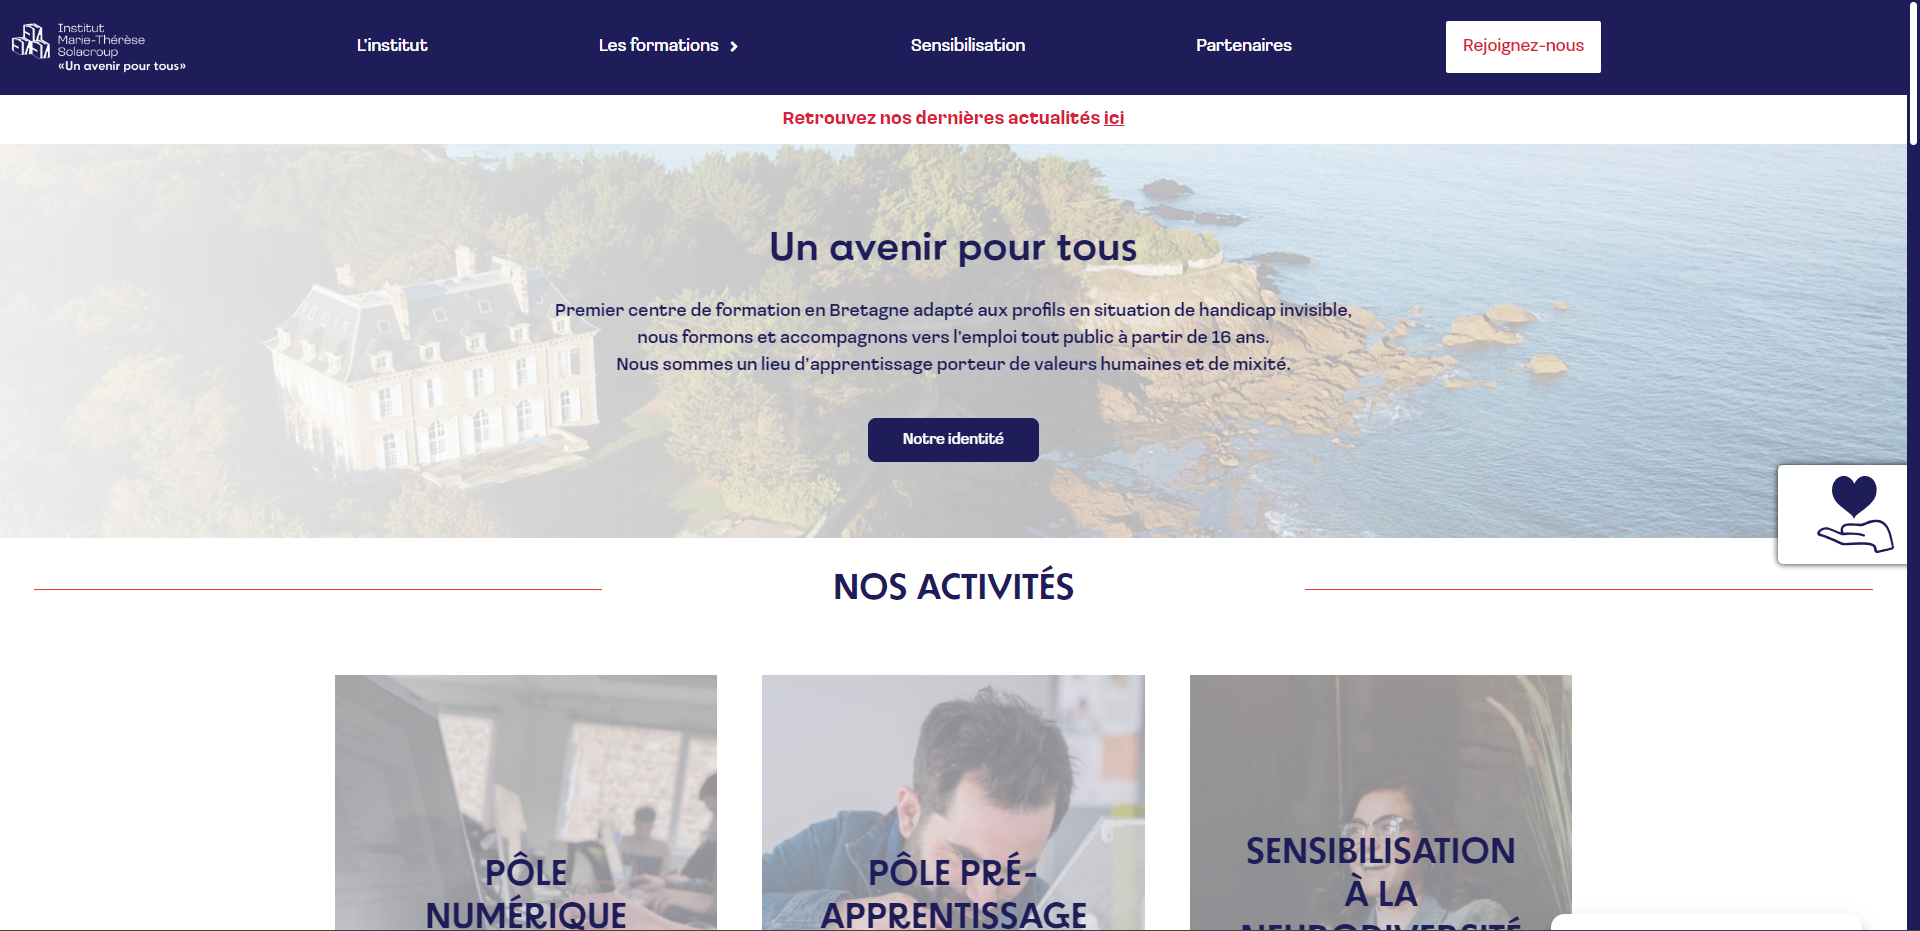 Institut
Marie-Thérèse
Solacroup
«Un avenir pour tous»
L'institut
Les formations
Sensibilisation
Partenaires
Rejoignez-nous
Retrouvez nos dernières actualités ici
Un avenir pour tous
Premier centre de formation en Bretagne adapté aux profils en situation de handicap invisible,
nous formons et accompagnons vers l'emploi tout public à partir de 16 ans.
Nous sommes un lieu d'apprentissage porteur de valeurs humaines et de mixité.
Notre identité
NOS ACTIVITÉS
PÔLE
NUMÉRIQUE
PÔLE PRÉ-
APPRENTISSAGE
SENSIBILISATION
À LA
NEURODIVERSITÉ